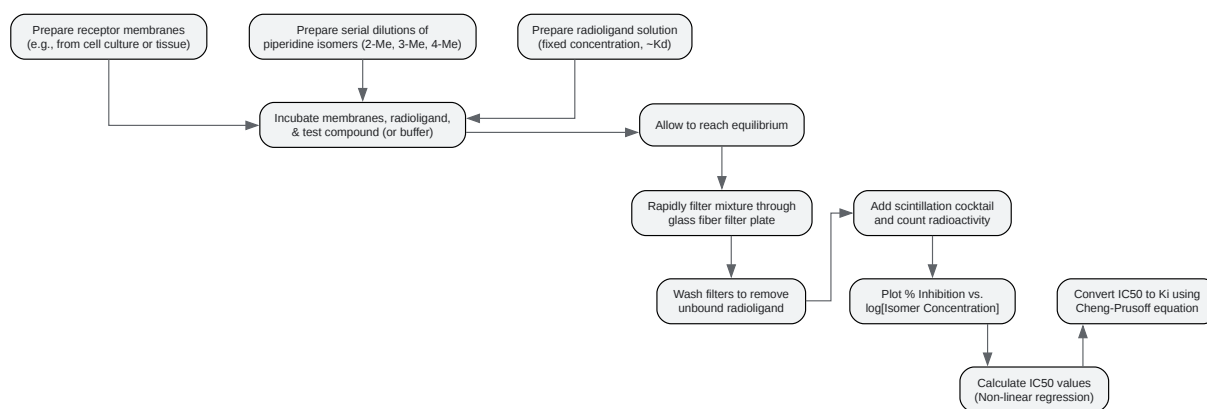 Prepare receptor membranes
(e.g., from cell culture or tissue)
Prepare serial dilutions of
piperidine isomers (2-Me, 3-Me, 4-Me)
Prepare radioligand solution
(fixed concentration, ~Kd)
Incubate membranes, radioligand,
& test compound (or buffer)
Allow to reach equilibrium
Rapidly filter mixture through
glass fiber filter plate
Wash filters to remove
unbound radioligand
Add scintillation cocktail
and count radioactivity
Plot % Inhibition vs.
log[Isomer Concentration]
Calculate IC50 values
(Non-linear regression)
Convert IC50 to Ki using
Cheng-Prusoff equation